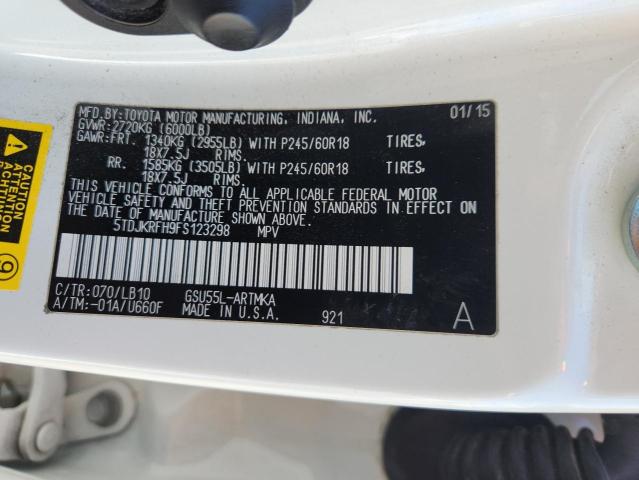 MFD.BY:TOYOTA MOTOR MANUFACTURING, INDIANA, INC. 01/15
GVWR:2720KG (6000LB)
GAWR:FRT. 1340KG (2955LB) WITH P245/60R18 TIRES,
18X7.5J RIMS.
RR. 1585KG (3505LB) WITH P245/60R18 TIRES,
18X7.5J RIMS.
THIS VEHICLE CONFORMS TO ALL APPLICABLE FEDERAL MOTOR
VEHICLE SAFETY AND THEFT PREVENTION STANDARDS IN EFFECT ON
THE DATE OF MANUFACTURE SHOWN ABOVE.
5TDJKRFH9FS123298 MPV
C/TR:070/LB10 GSU55L-ARTMKA
A/TM:-01A/U660F MADE IN U.S.A. 921 A
CAUTION
ATTENTION
ACHTUNG
9